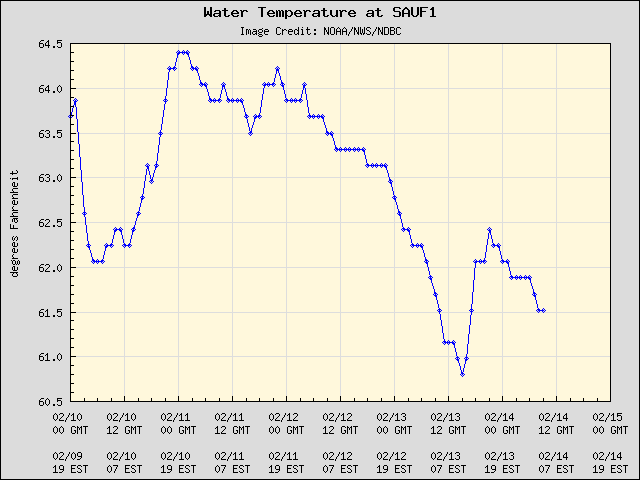 Water Temperature at SAUF1
Image Credit: NOAA/NWS/NDBC
degrees Fahrenheit
64.5
64.0
63.5
63.0
62.5
62.0
61.5
61.0
60.5
02/10 02/10 02/11 02/11 02/12 02/12 02/13 02/13 02/14 02/14 02/15
00 GMT 12 GMT 00 GMT 12 GMT 00 GMT 12 GMT 00 GMT 12 GMT 00 GMT 12 GMT 00 GMT
02/09 02/10 02/10 02/11 02/11 02/12 02/12 02/13 02/13 02/14 02/14
19 EST 07 EST 19 EST 07 EST 19 EST 07 EST 19 EST 07 EST 19 EST 07 EST 19 EST